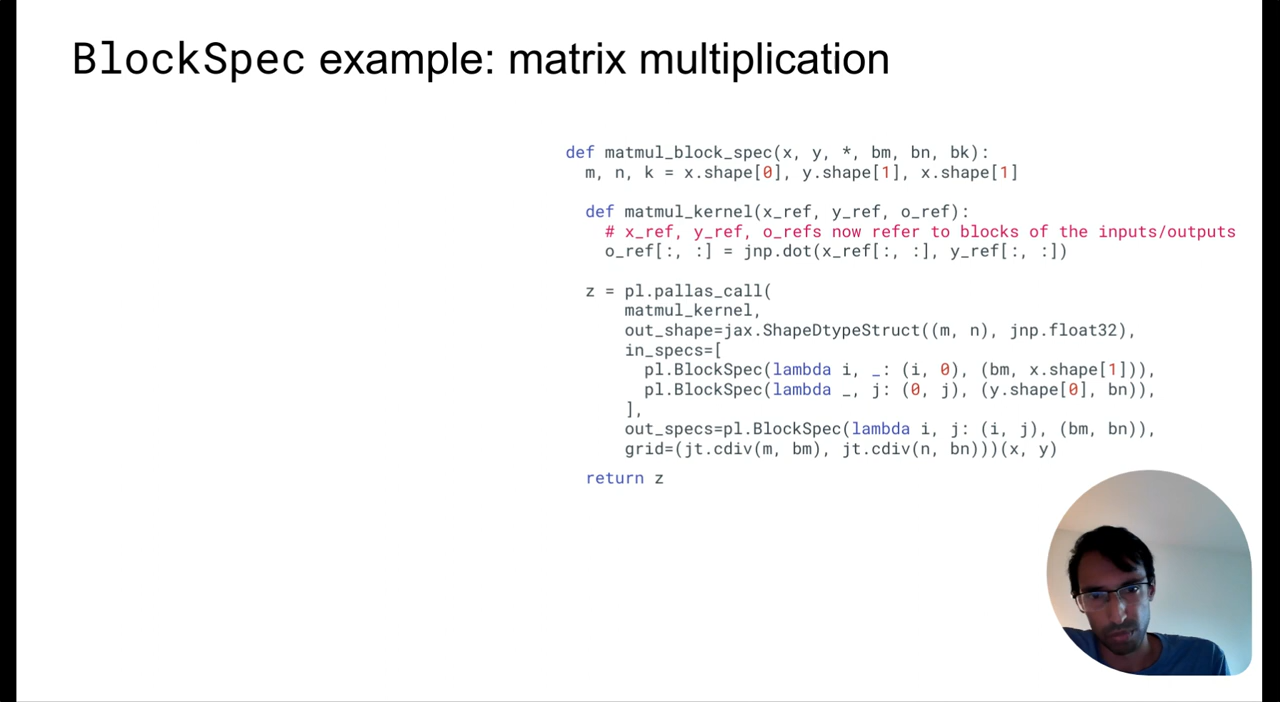 BlockSpec example: matrix multiplication
def matmul_block_spec(x, y, *, bm, bn, bk):
  m, n, k = x.shape[0], y.shape[1], x.shape[1]
  def matmul_kernel(x_ref, y_ref, o_ref):
    # x_ref, y_ref, o_refs now refer to blocks of the inputs/outputs
    o_ref[:, :] = jnp.dot(x_ref[:, :], y_ref[:, :])
  z = pl.pallas_call(
      matmul_kernel,
      out_shape=jax.ShapeDtypeStruct((m, n), jnp.float32),
      in_specs=[
        pl.BlockSpec(lambda i, _: (i, 0), (bm, x.shape[1])),
        pl.BlockSpec(lambda _, j: (0, j), (y.shape[0], bn)),
      ],
      out_specs=pl.BlockSpec(lambda i, j: (i, j), (bm, bn)),
      grid=(jt.cdiv(m, bm), jt.cdiv(n, bn)))(x, y)
  return z